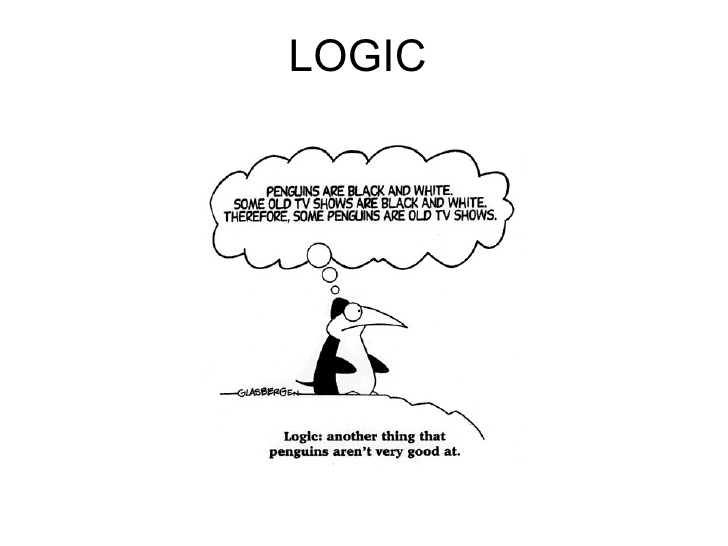 LOGIC
PENGUINS ARE BLACK AND WHITE.
SOME OLD TV SHOWS ARE BLACK AND WHITE.
THEREFORE, SOME PENGUINS ARE OLD TV SHOWS.
GLASBERGEN
Logic: another thing that
penguins aren't very good at.